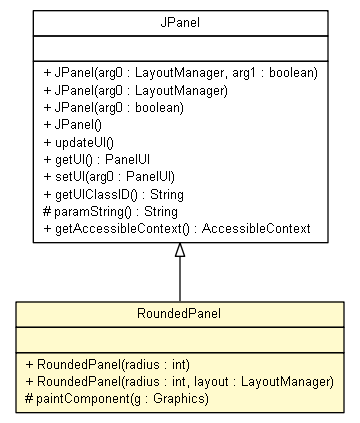 JPanel
+ JPanel(arg0 : LayoutManager, arg1 : boolean)
+ JPanel(arg0 : LayoutManager)
+ JPanel(arg0 : boolean)
+ JPanel()
+ updateUI()
+ getUI() : PanelUI
+ setUI(arg0 : PanelUI)
+ getUIClassID() : String
# paramString() : String
+ getAccessibleContext() : AccessibleContext
RoundedPanel
+ RoundedPanel(radius : int)
+ RoundedPanel(radius : int, layout : LayoutManager)
# paintComponent(g : Graphics)